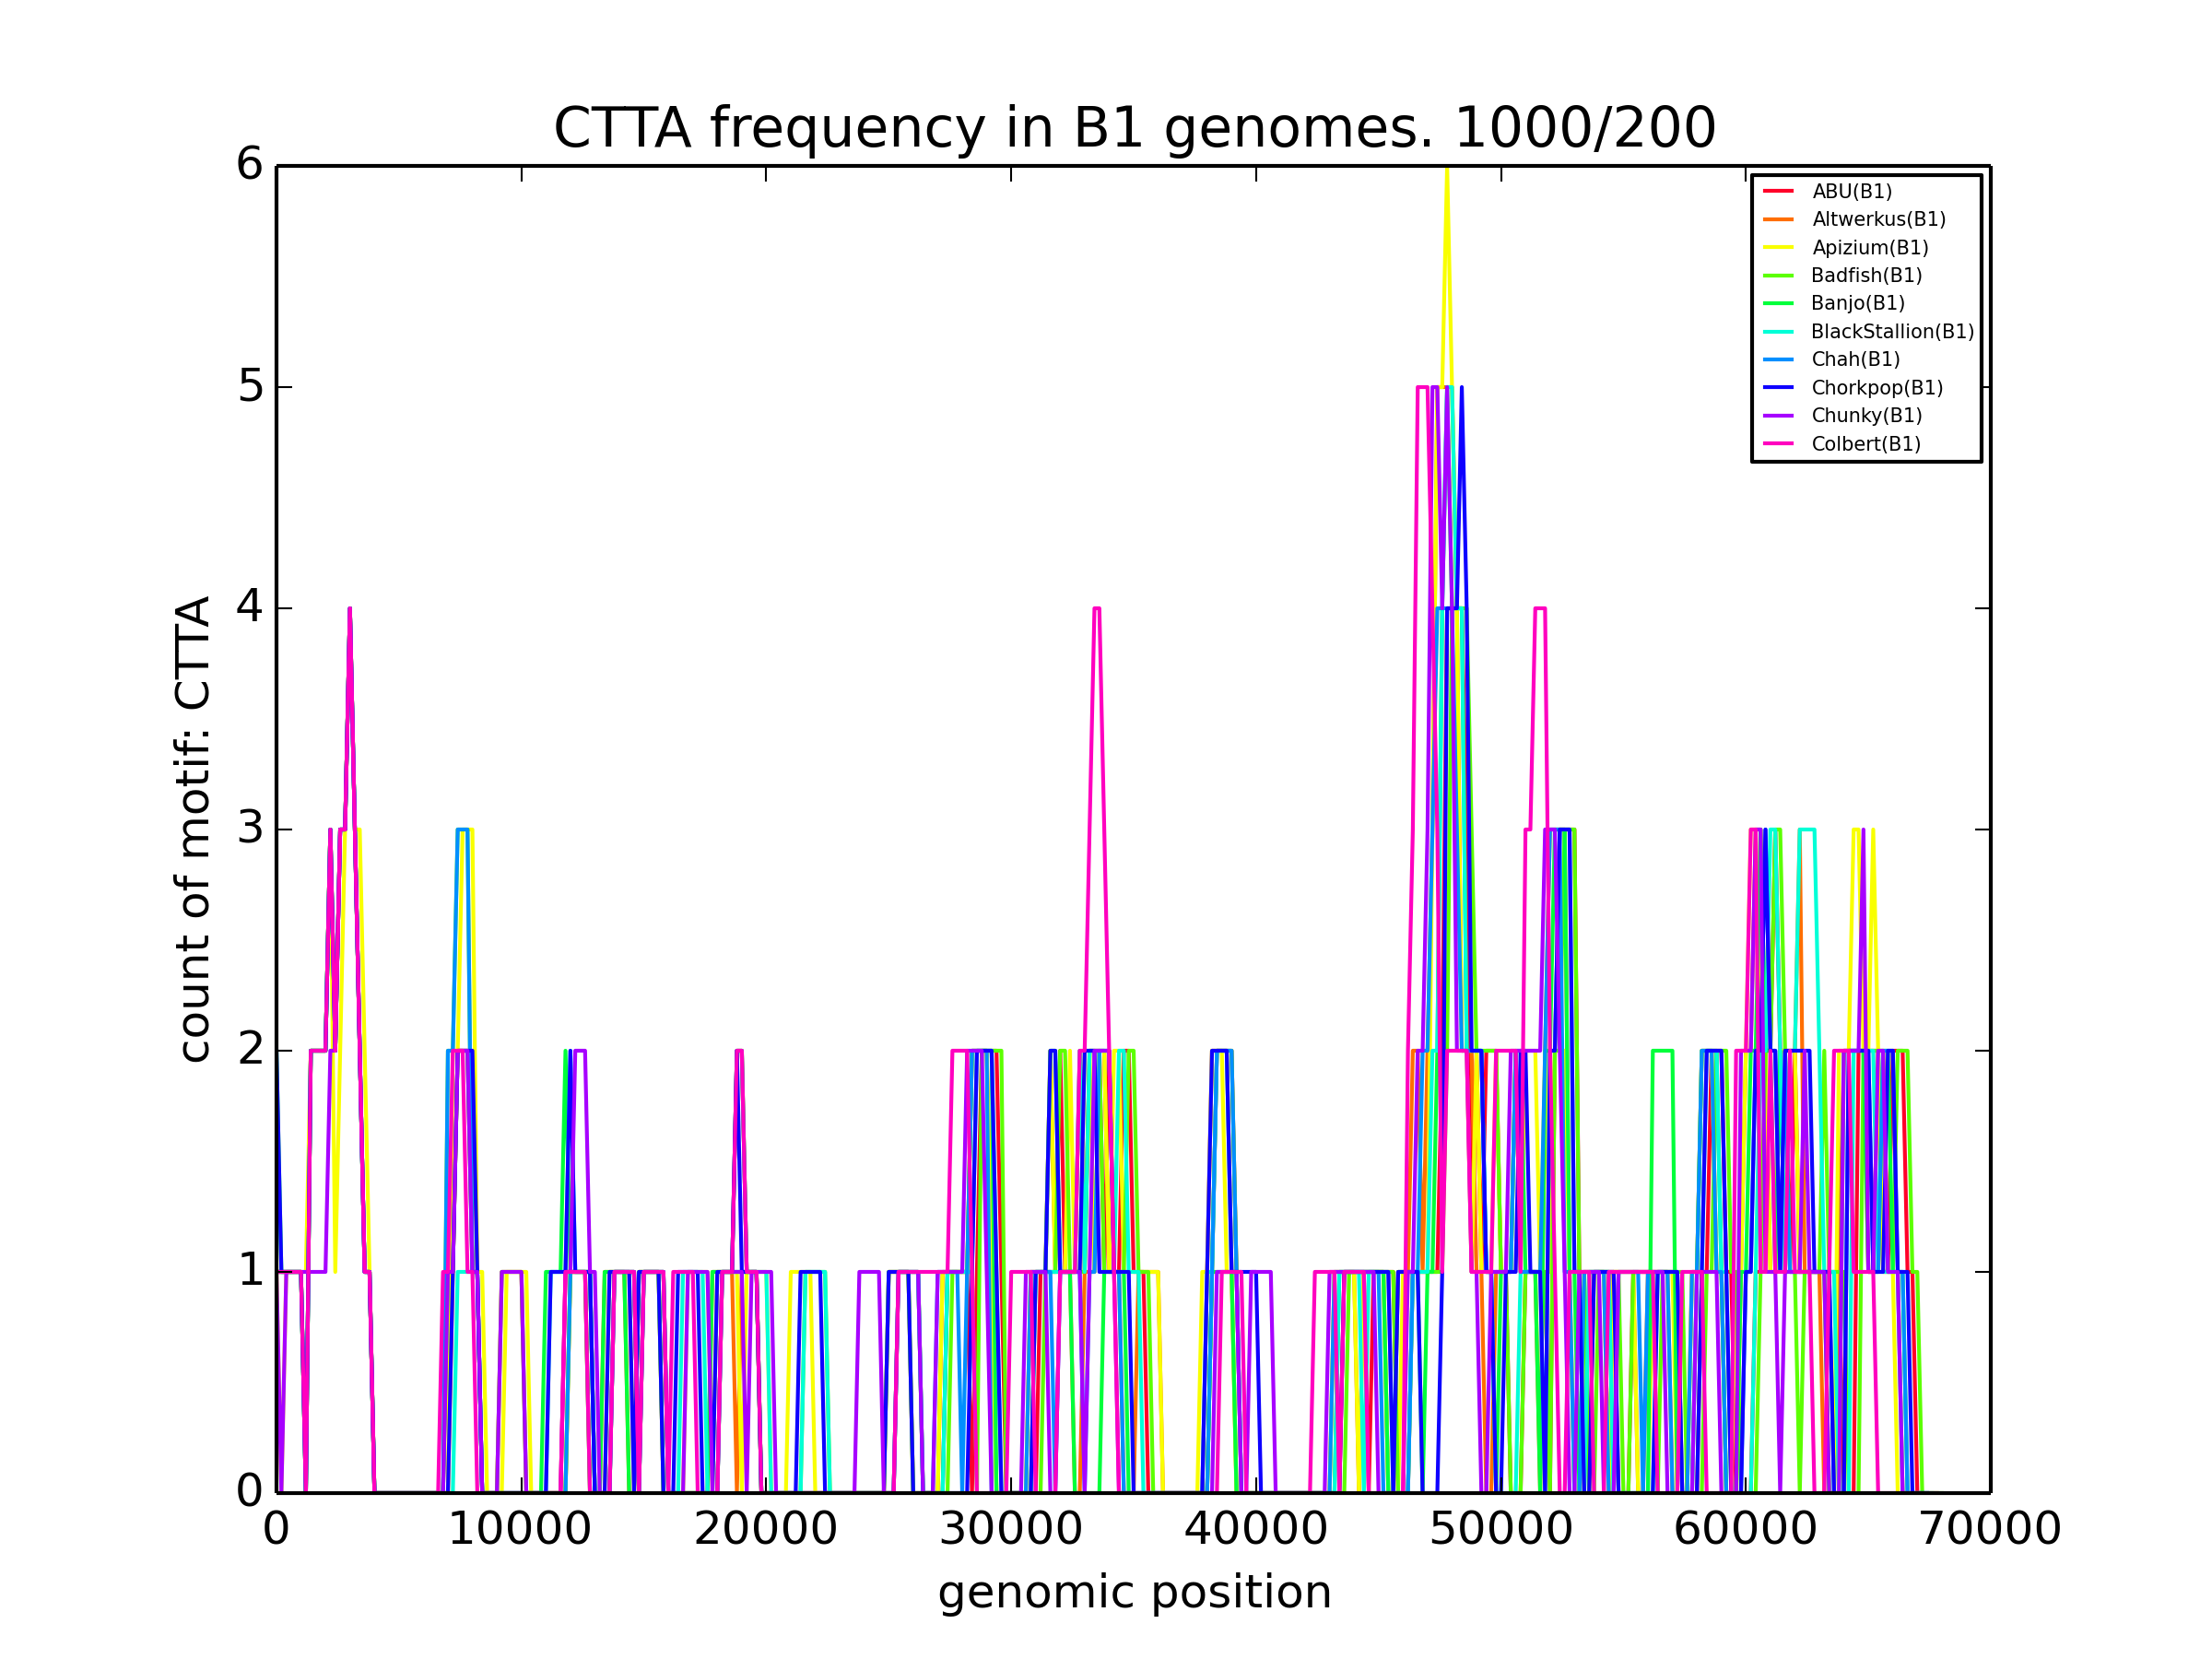 CTTA frequency in B1 genomes. 1000/200
6
5
4
3
2
1
0
count of motif: CTTA
ABU(B1)
Altwerkus(B1)
Apizium(B1)
Badfish(B1)
Banjo(B1)
BlackStallion(B1)
Chah(B1)
Chorkpop(B1)
Chunky(B1)
Colbert(B1)
0 10000 20000 30000 40000 50000 60000 70000
genomic position